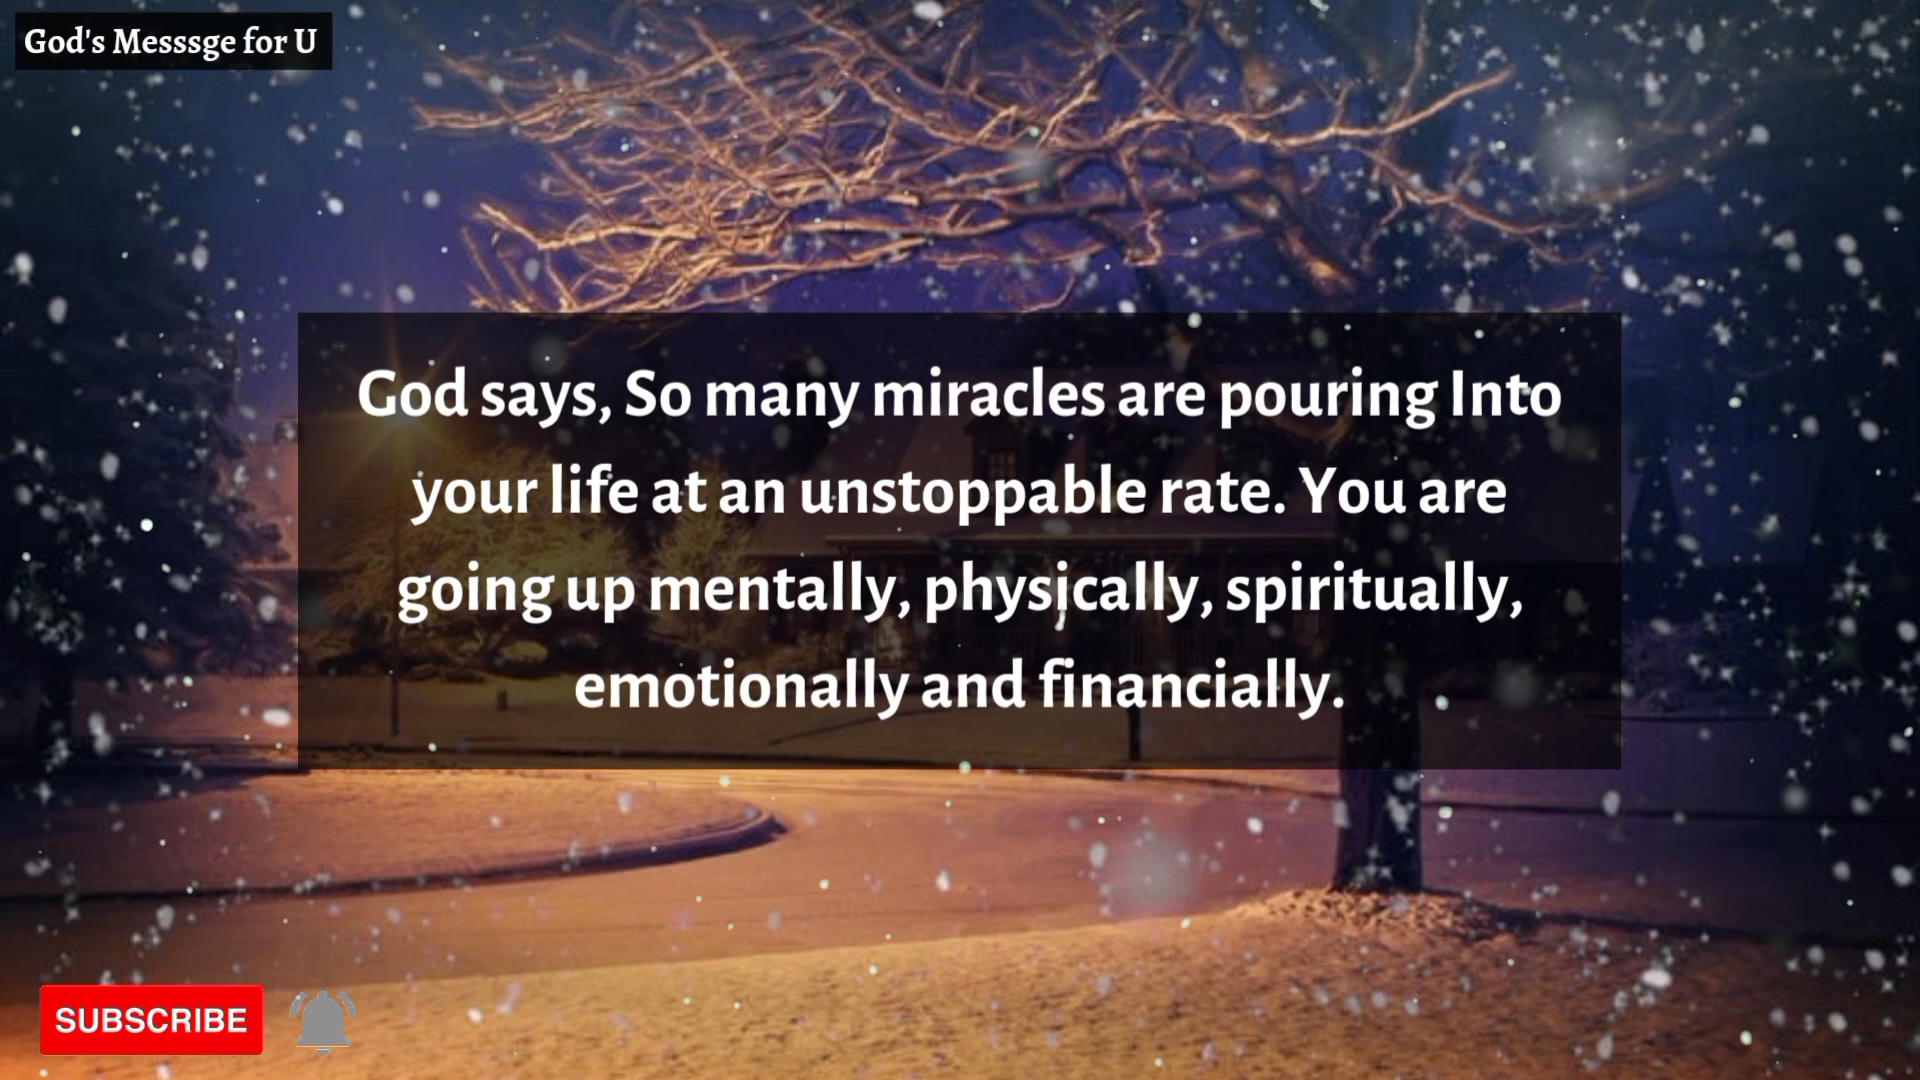 God's Messsge for U
God says, So many miracles are pouring Into
your life at an unstoppable rate. You are
going up mentally, physically, spiritually,
emotionally and financially.
SUBSCRIBE